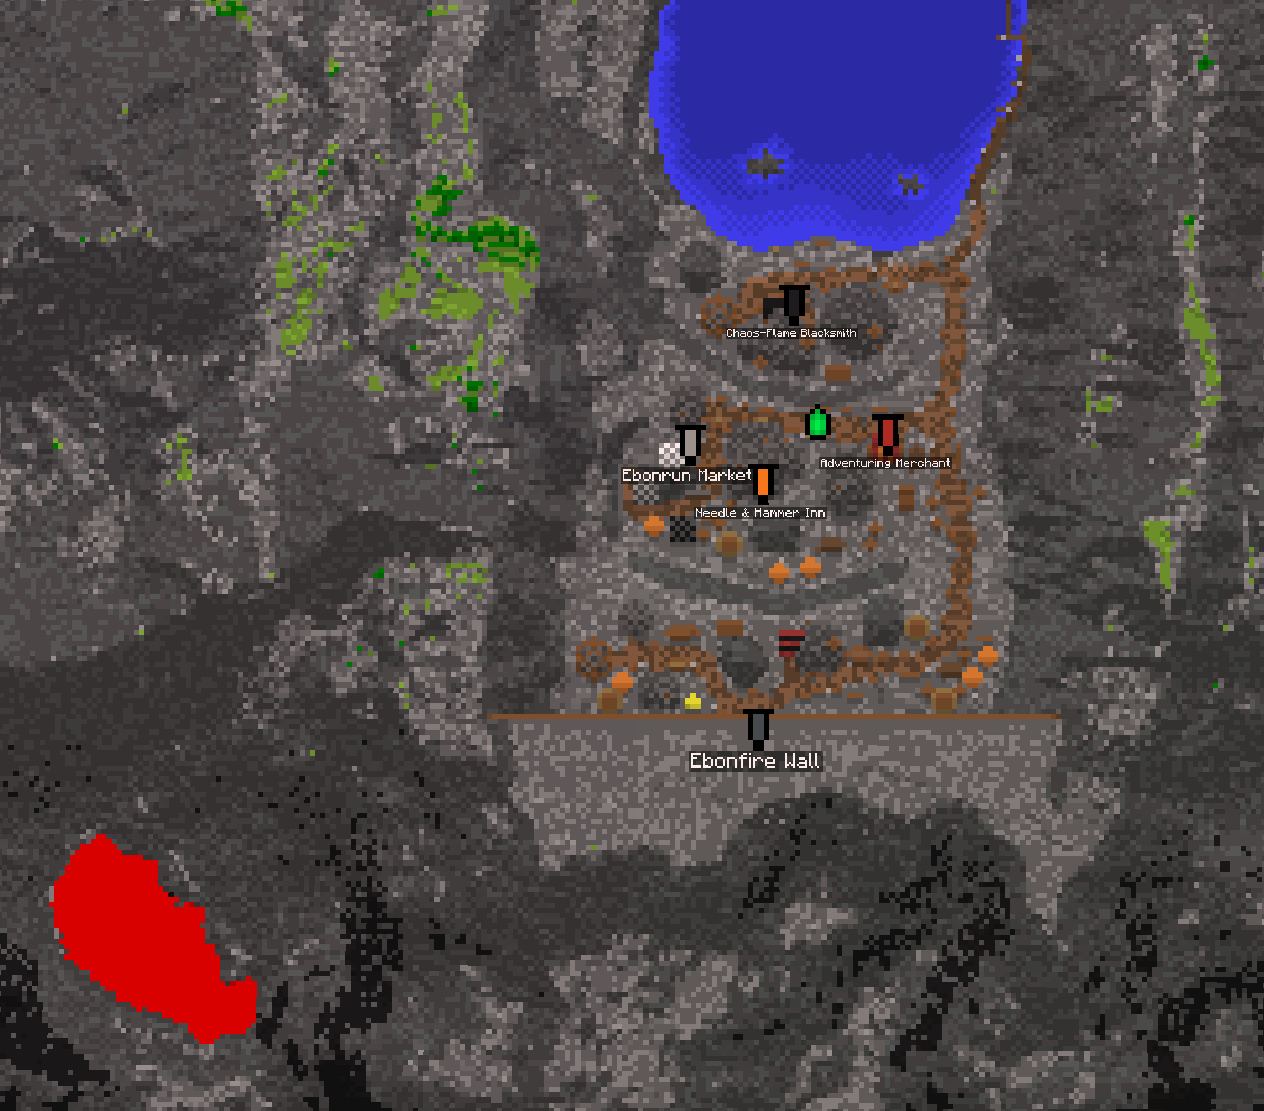 Chaos-Flame Blacksmith
Adventuring Merchant
Ebonrun Market
Needle & Hammer Inn
Ebonfire Wall